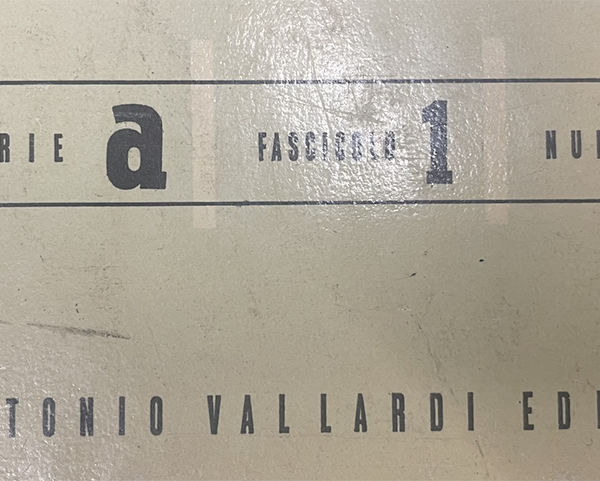 RIE a FASCICOLO 1 NU
TONIO VALLARDI ED